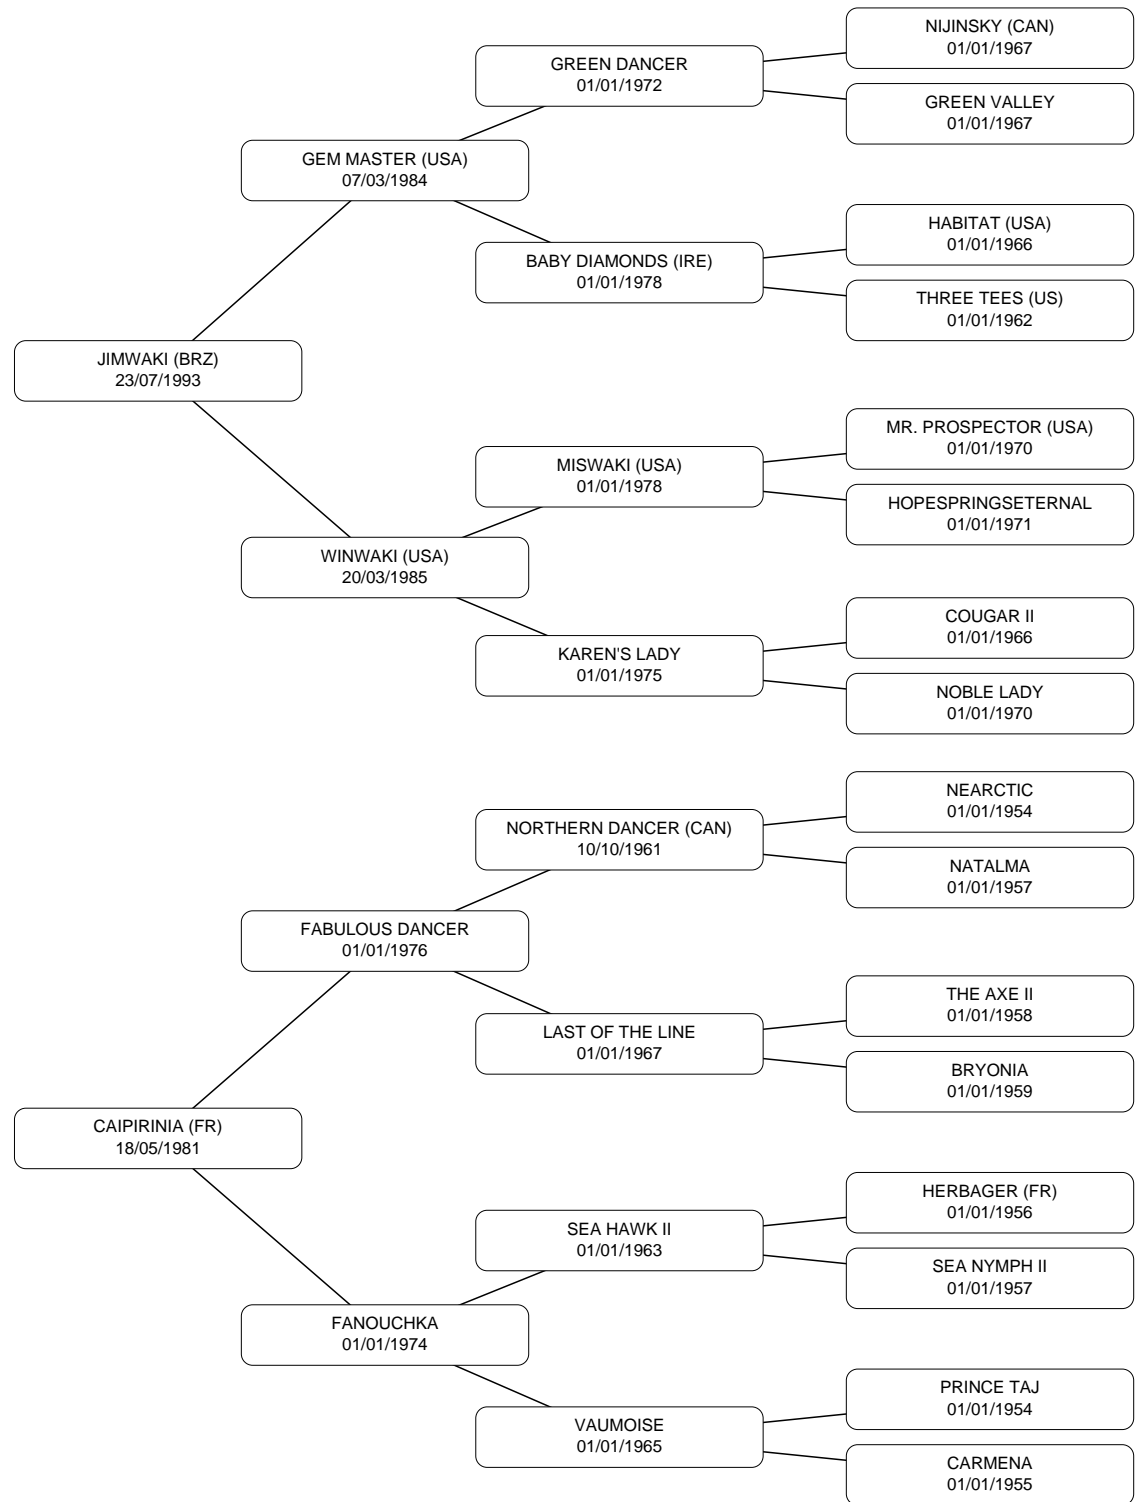 NIJINSKY (CAN)
01/01/1967
GREEN DANCER
01/01/1972
GREEN VALLEY
01/01/1967
GEM MASTER (USA)
07/03/1984
HABITAT (USA)
01/01/1966
BABY DIAMONDS (IRE)
01/01/1978
THREE TEES (US)
01/01/1962
JIMWAKI (BRZ)
23/07/1993
MR. PROSPECTOR (USA)
01/01/1970
MISWAKI (USA)
01/01/1978
HOPESPRINGSETERNAL
01/01/1971
WINWAKI (USA)
20/03/1985
COUGAR II
01/01/1966
KAREN'S LADY
01/01/1975
NOBLE LADY
01/01/1970
NEARCTIC
01/01/1954
NORTHERN DANCER (CAN)
10/10/1961
NATALMA
01/01/1957
FABULOUS DANCER
01/01/1976
THE AXE II
01/01/1958
LAST OF THE LINE
01/01/1967
BRYONIA
01/01/1959
CAIPIRINIA (FR)
18/05/1981
HERBAGER (FR)
01/01/1956
SEA HAWK II
01/01/1963
SEA NYMPH II
01/01/1957
FANOUCHKA
01/01/1974
PRINCE TAJ
01/01/1954
VAUMOISE
01/01/1965
CARMENA
01/01/1955